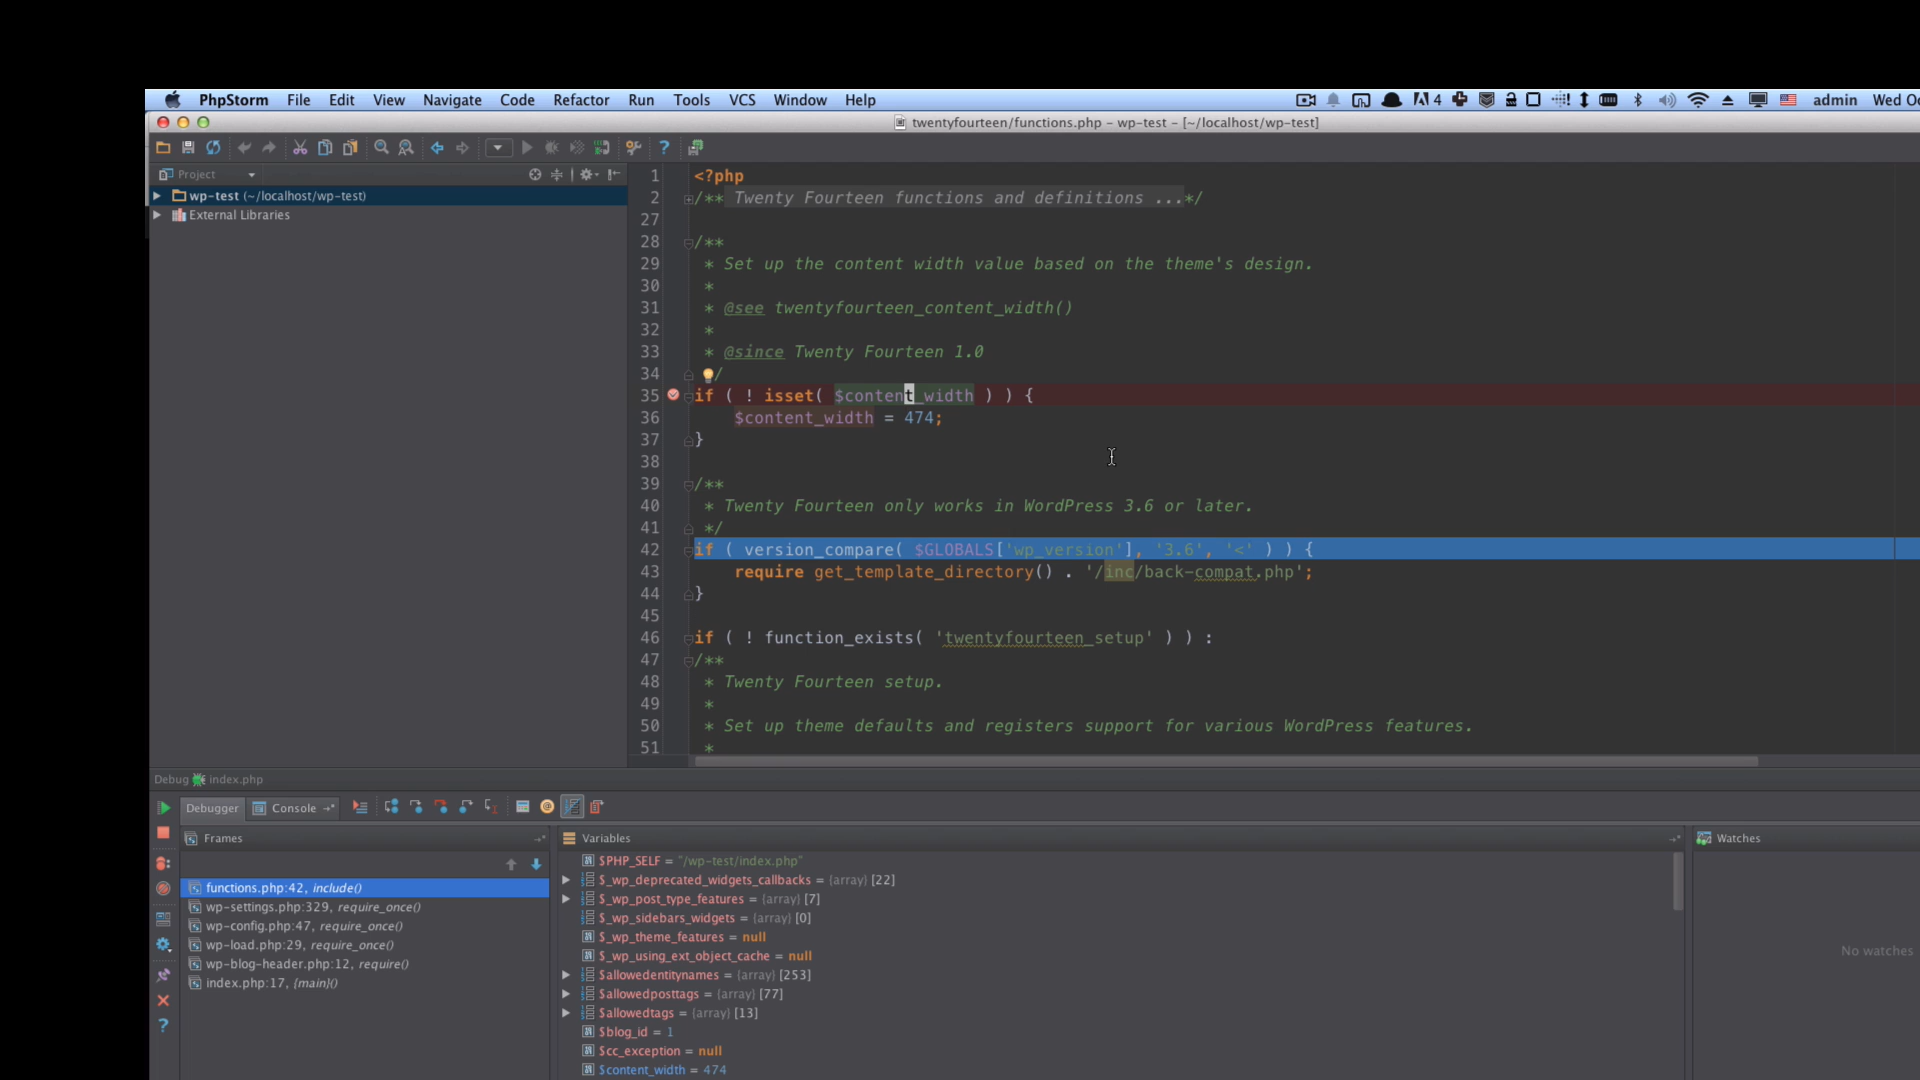 PhpStorm File Edit View Navigate Code Refactor Run Tools VCS Window Help 4 admin Wed Oc
twentyfourteen/functions.php – wp-test – [~/localhost/wp-test]
Project
wp-test (~/localhost/wp-test)
External Libraries
1 <?php
2 /** Twenty Fourteen functions and definitions ...*/
27
28 /**
29 * Set up the content width value based on the theme's design.
30 *
31 * @see twentyfourteen_content_width()
32 *
33 * @since Twenty Fourteen 1.0
34 /
35 if ( ! isset( $content_width ) ) {
36 $content_width = 474;
37 }
38
39 /**
40 * Twenty Fourteen only works in WordPress 3.6 or later.
41 */
42 if ( version_compare( $GLOBALS['wp_version'], '3.6', '<' ) ) {
43 require get_template_directory() . '/inc/back-compat.php';
44 }
45
46 if ( ! function_exists( 'twentyfourteen_setup' ) ) :
47 /**
48 * Twenty Fourteen setup.
49 *
50 * Set up theme defaults and registers support for various WordPress features.
51 *
Debug index.php
Debugger Console
Frames
functions.php:42, include()
wp-settings.php:329, require_once()
wp-config.php:47, require_once()
wp-load.php:29, require_once()
wp-blog-header.php:12, require()
index.php:17, {main}()
Variables
$PHP_SELF = "/wp-test/index.php"
$_wp_deprecated_widgets_callbacks = {array} [22]
$_wp_post_type_features = {array} [7]
$_wp_sidebars_widgets = {array} [0]
$_wp_theme_features = null
$_wp_using_ext_object_cache = null
$allowedentitynames = {array} [253]
$allowedposttags = {array} [77]
$allowedtags = {array} [13]
$blog_id = 1
$cc_exception = null
$content_width = 474
Watches
No watches